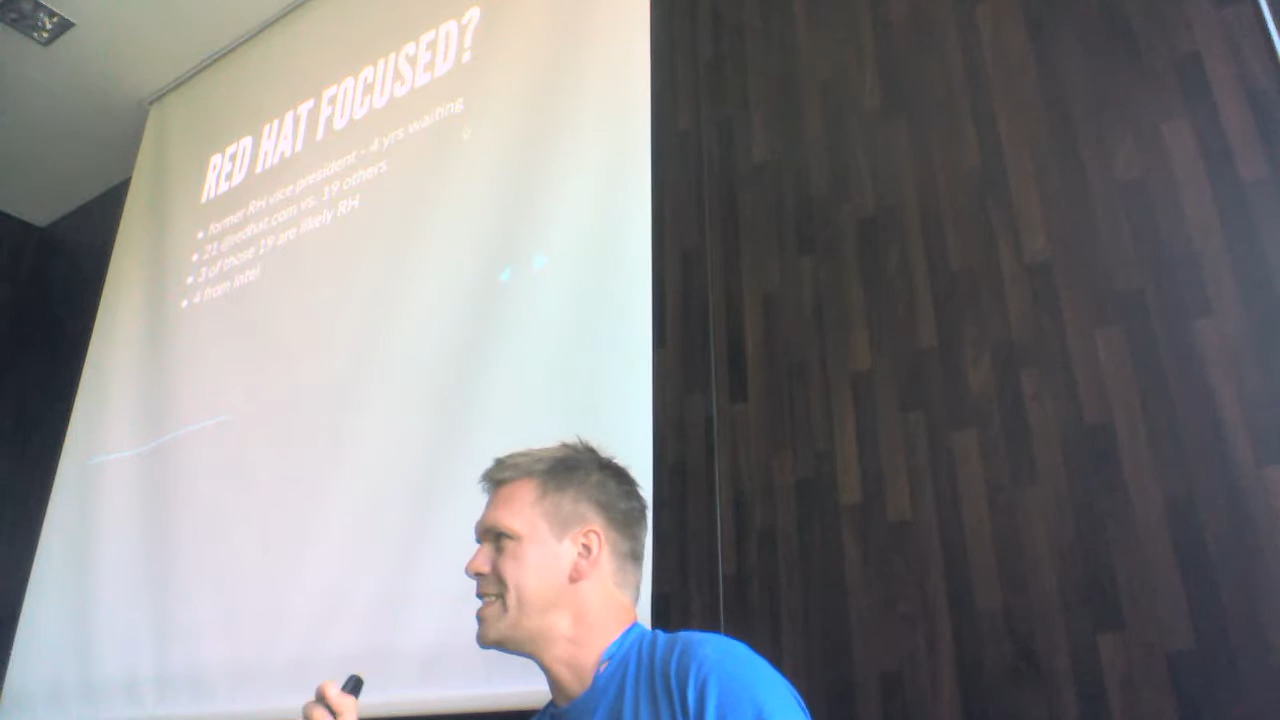 RED HAT FOCUSED?
former RH vice president - 4 yrs waiting
21 @redhat.com vs. 19 others
3 of those 19 are likely RH
4 from Intel